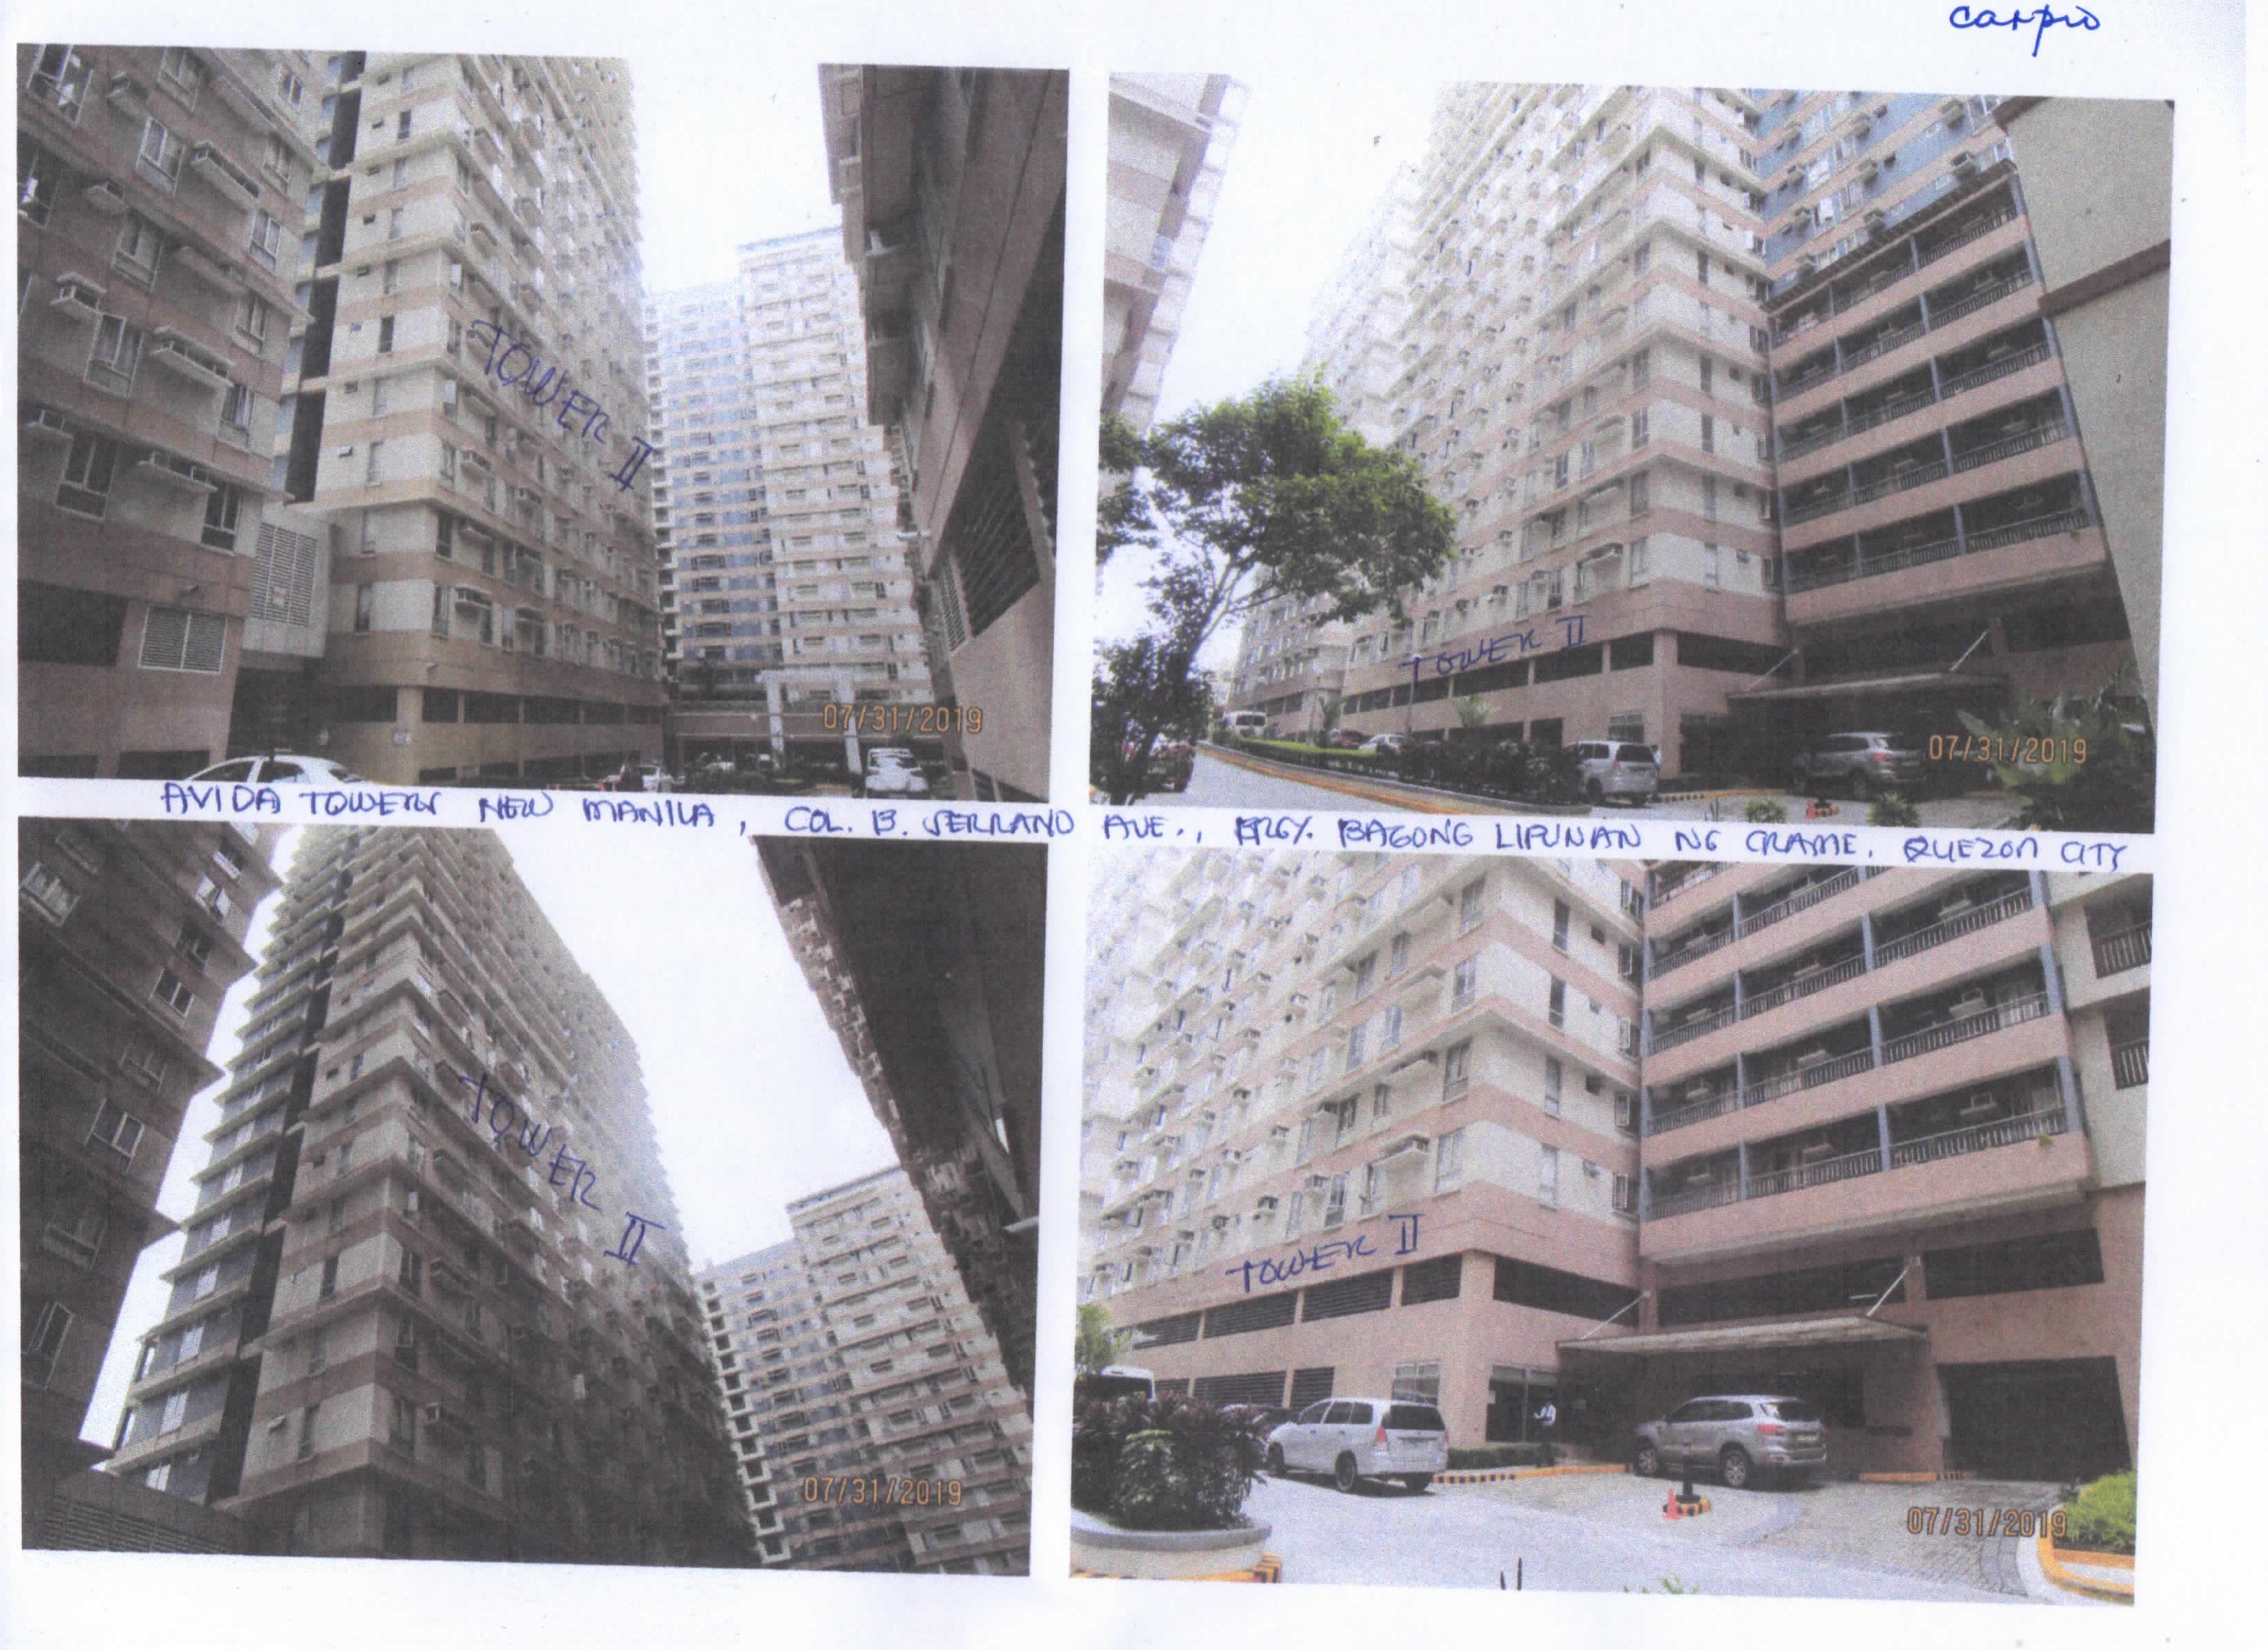 carpio
TOWER II
07/31/2019
TOWER II
07/31/2019
AVIDA TOWERS NEW MANILA, COL. B. SERRANO AVE., BRGY. BAGONG LIPUNAN NG CRAME, QUEZON CITY
TOWER II
07/31/2019
TOWER II
07/31/2019